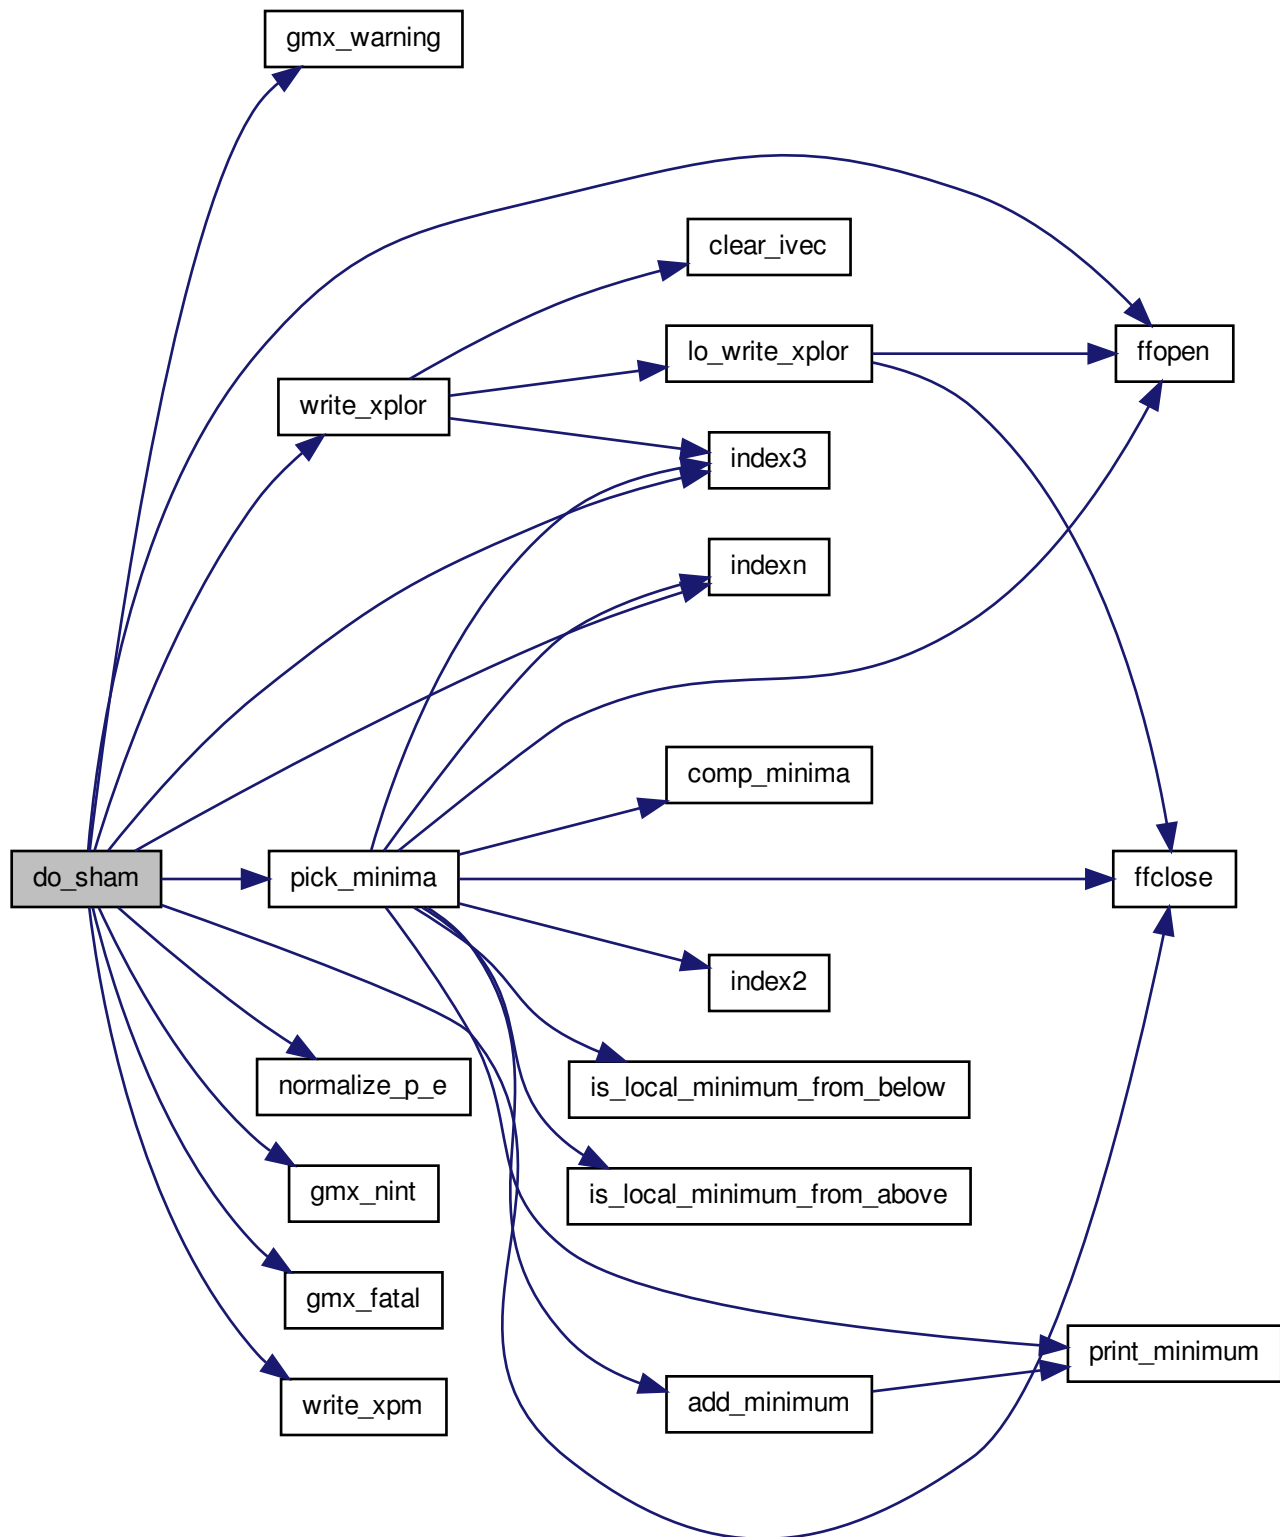 gmx_warning
clear_ivec
lo_write_xplor
ffopen
write_xplor
index3
indexn
comp_minima
do_sham
pick_minima
ffclose
index2
normalize_p_e
is_local_minimum_from_below
gmx_nint
is_local_minimum_from_above
gmx_fatal
print_minimum
write_xpm
add_minimum